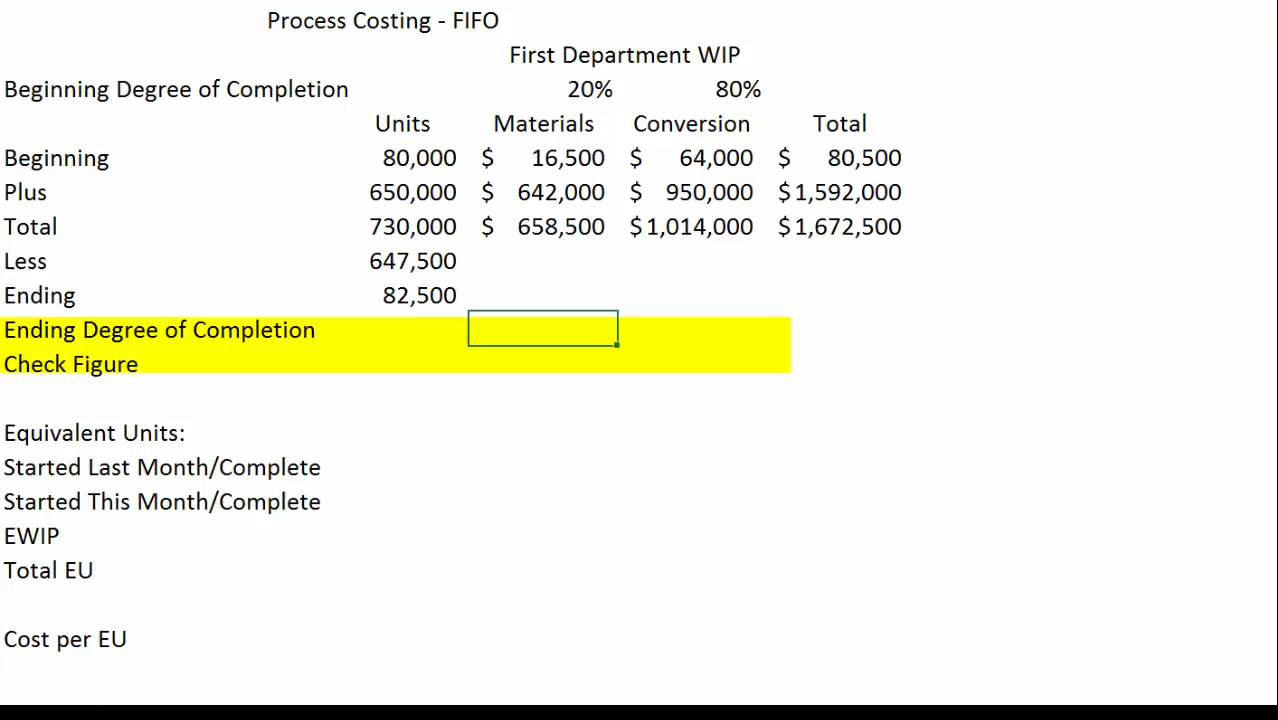 Process Costing - FIFO
First Department WIP
Beginning Degree of Completion 20% 80%
Units Materials Conversion Total
Beginning 80,000 $ 16,500 $ 64,000 $ 80,500
Plus 650,000 $ 642,000 $ 950,000 $1,592,000
Total 730,000 $ 658,500 $1,014,000 $1,672,500
Less 647,500
Ending 82,500
Ending Degree of Completion
Check Figure
Equivalent Units:
Started Last Month/Complete
Started This Month/Complete
EWIP
Total EU
Cost per EU